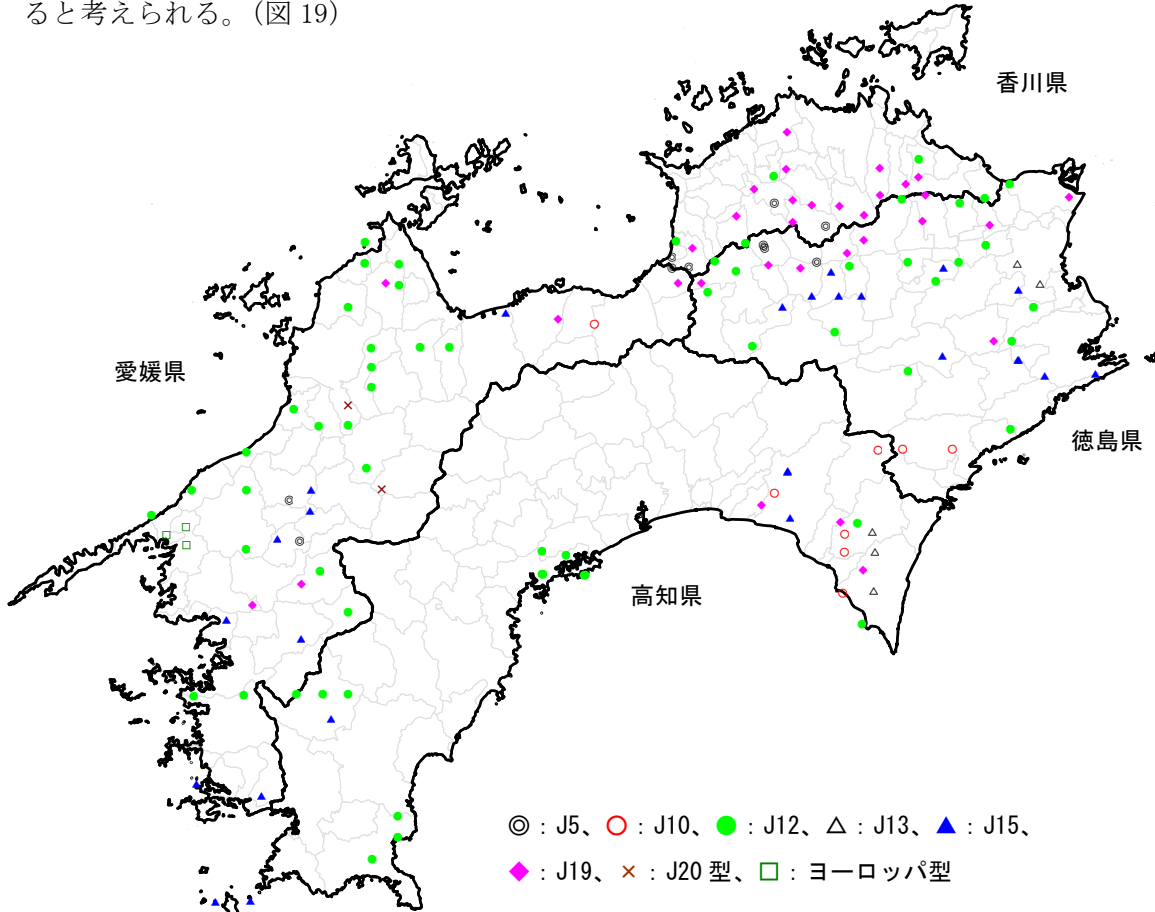 ると考えられる。（図 19）
香川県
愛媛県
徳島県
高知県
◎：J5、○：J10、●：J12、△：J13、▲：J15、
◆：J19、×：J20 型、□：ヨーロッパ型